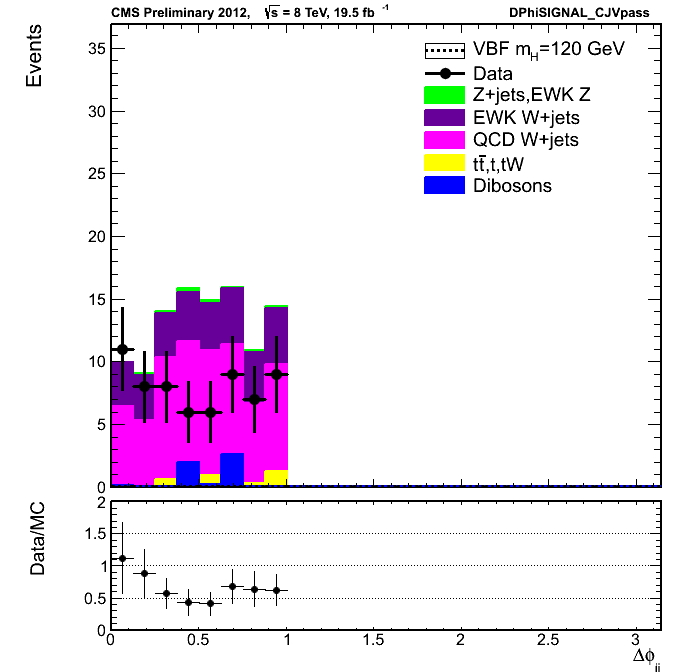 CMS Preliminary 2012, √s = 8 TeV, 19.5 fb⁻¹ DPhiSIGNAL_CJVpass
Events
35
30
25
20
15
10
5
0
VBF m_H=120 GeV
Data
Z+jets,EWK Z
EWK W+jets
QCD W+jets
tt̄,t,tW
Dibosons
Data/MC
2
1.5
1
0.5
0
0 0.5 1 1.5 2 2.5 3
Δϕ_jj